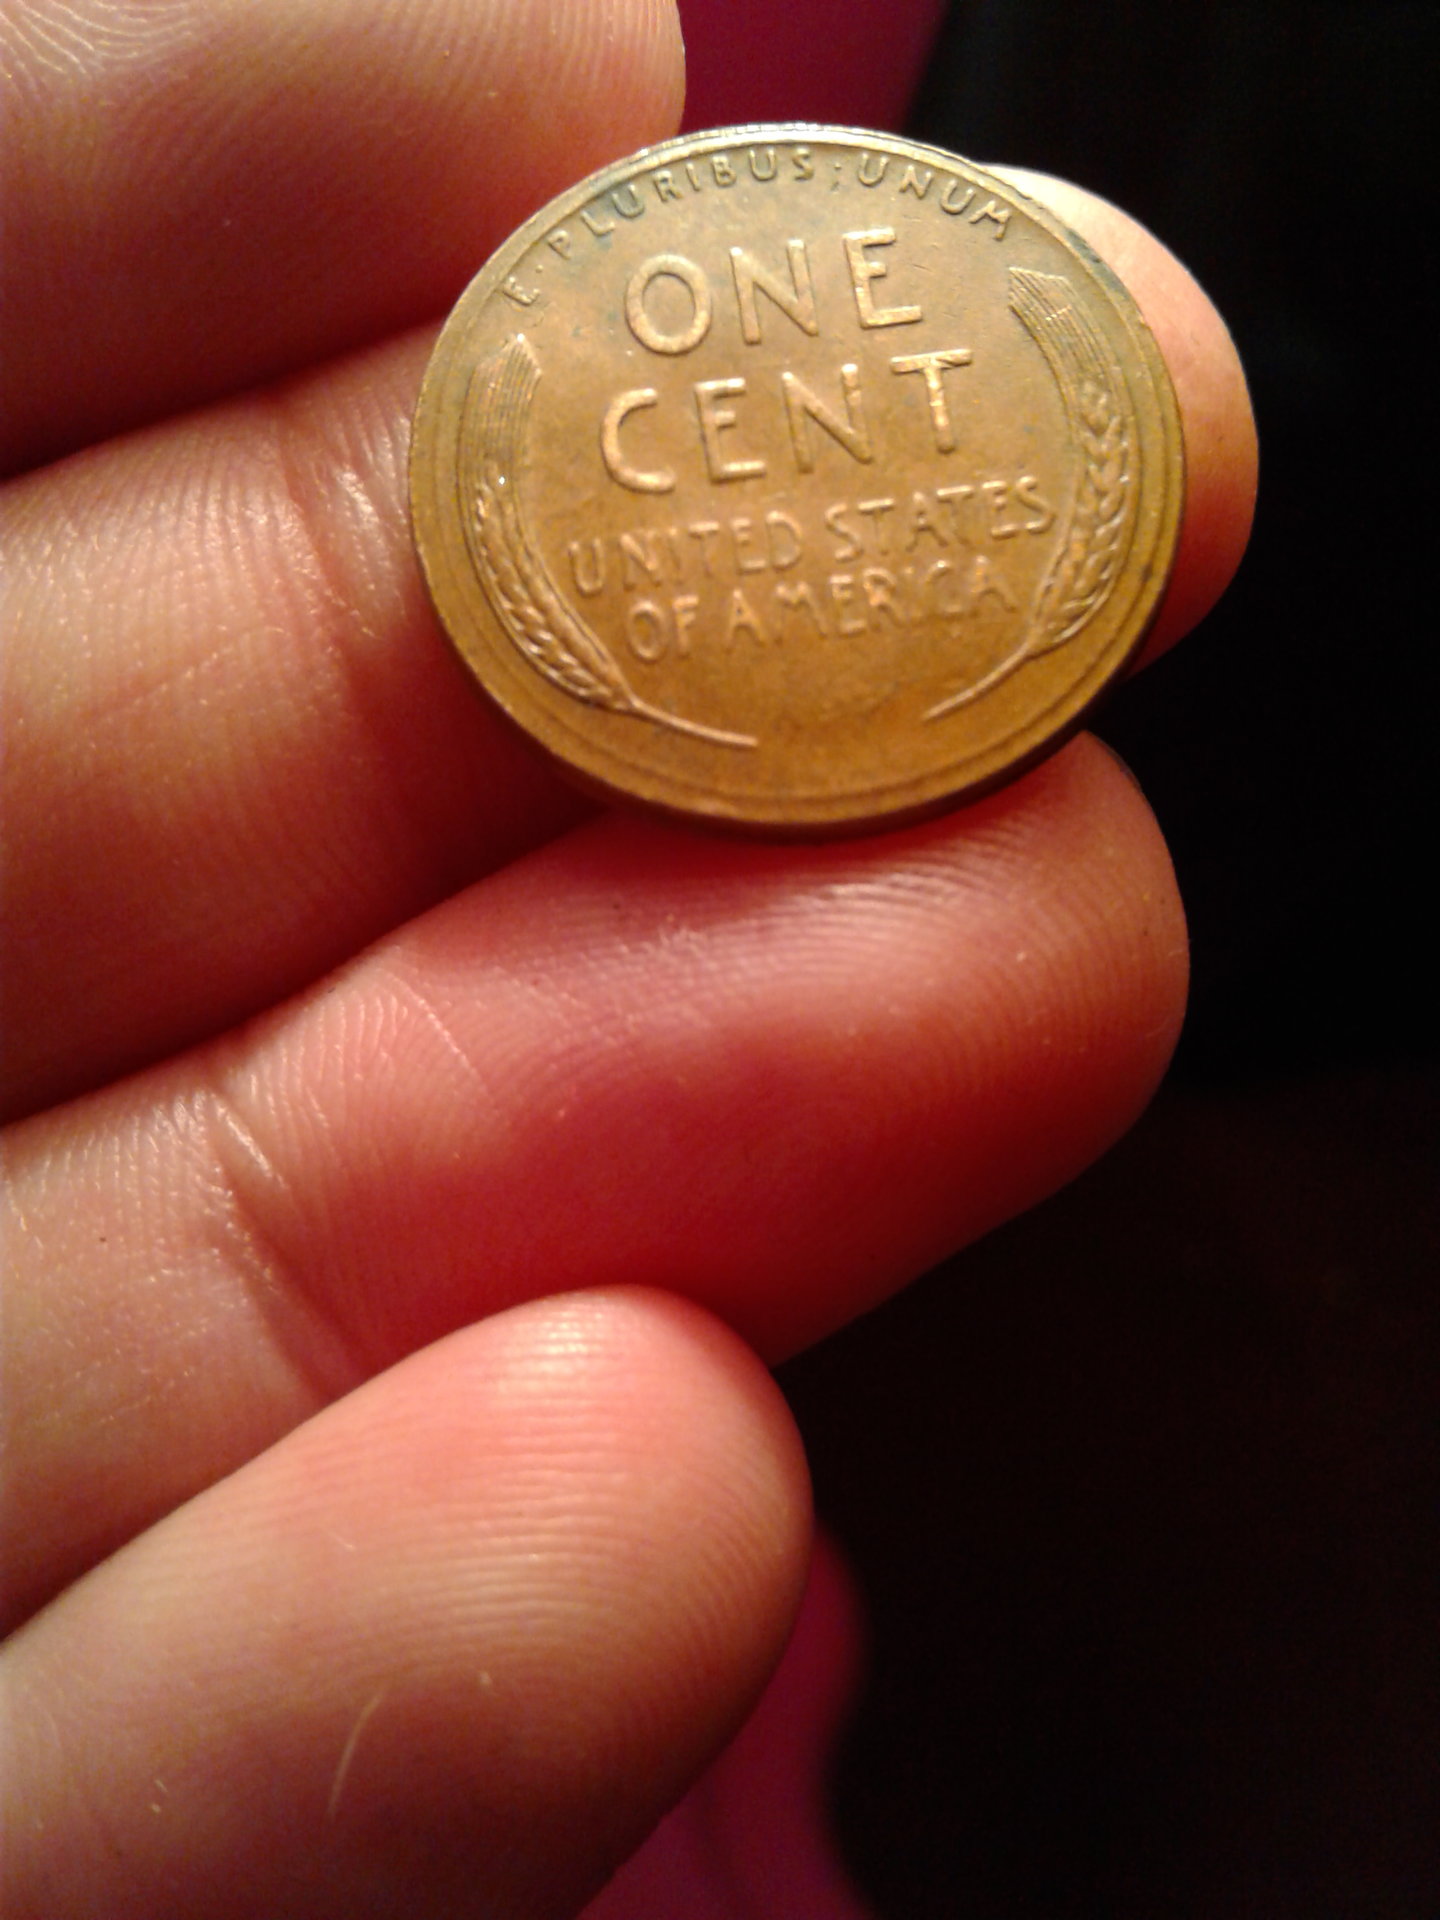 E·PLURIBUS·UNUM
ONE
CENT
UNITED STATES
OF AMERICA